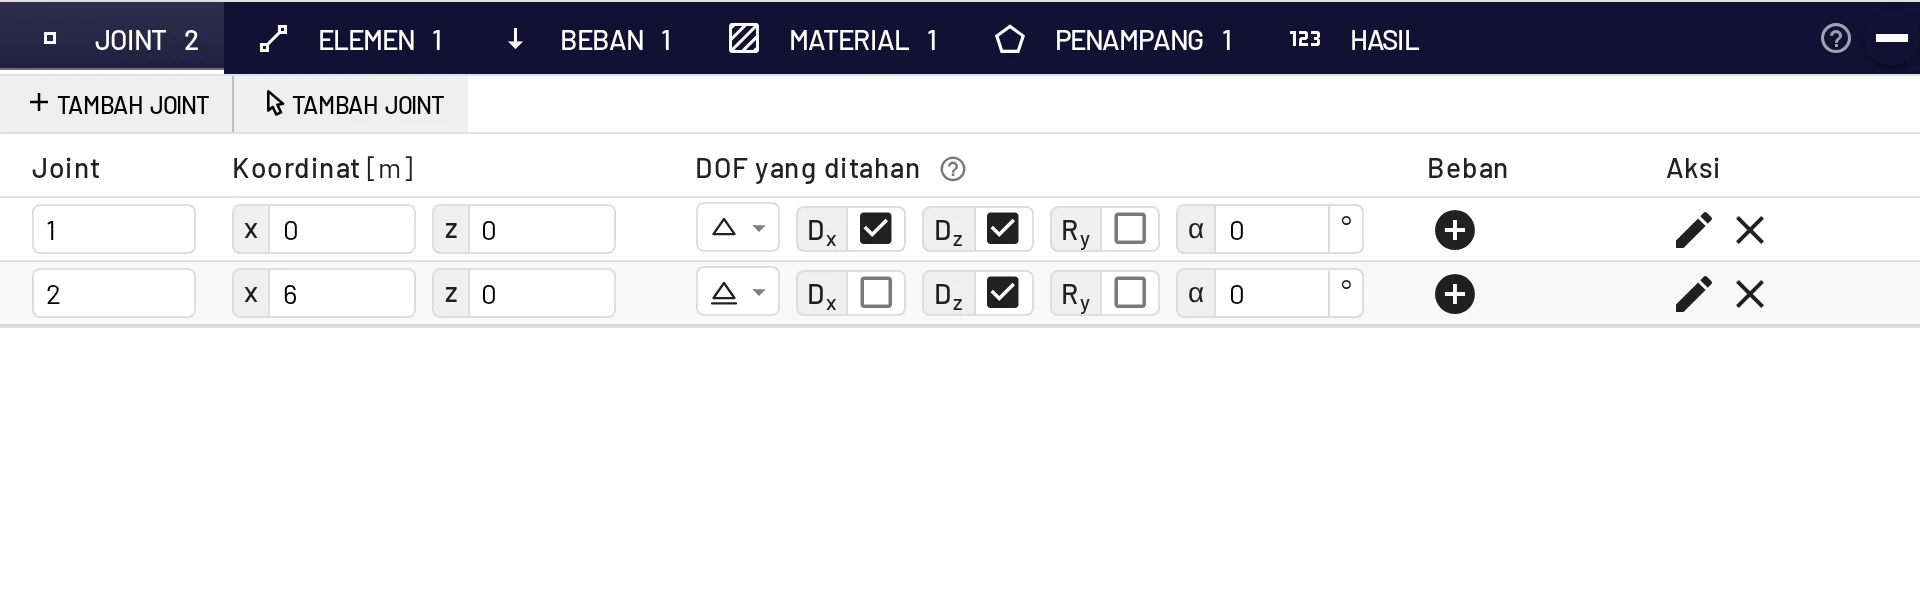 JOINT 2 ELEMEN 1 BEBAN 1 MATERIAL 1 PENAMPANG 1 123 HASIL ?
+ TAMBAH JOINT TAMBAH JOINT
Joint Koordinat [m] DOF yang ditahan ? Beban Aksi
1 x 0 z 0 Dx Dz Ry α 0 °
2 x 6 z 0 Dx Dz Ry α 0 °